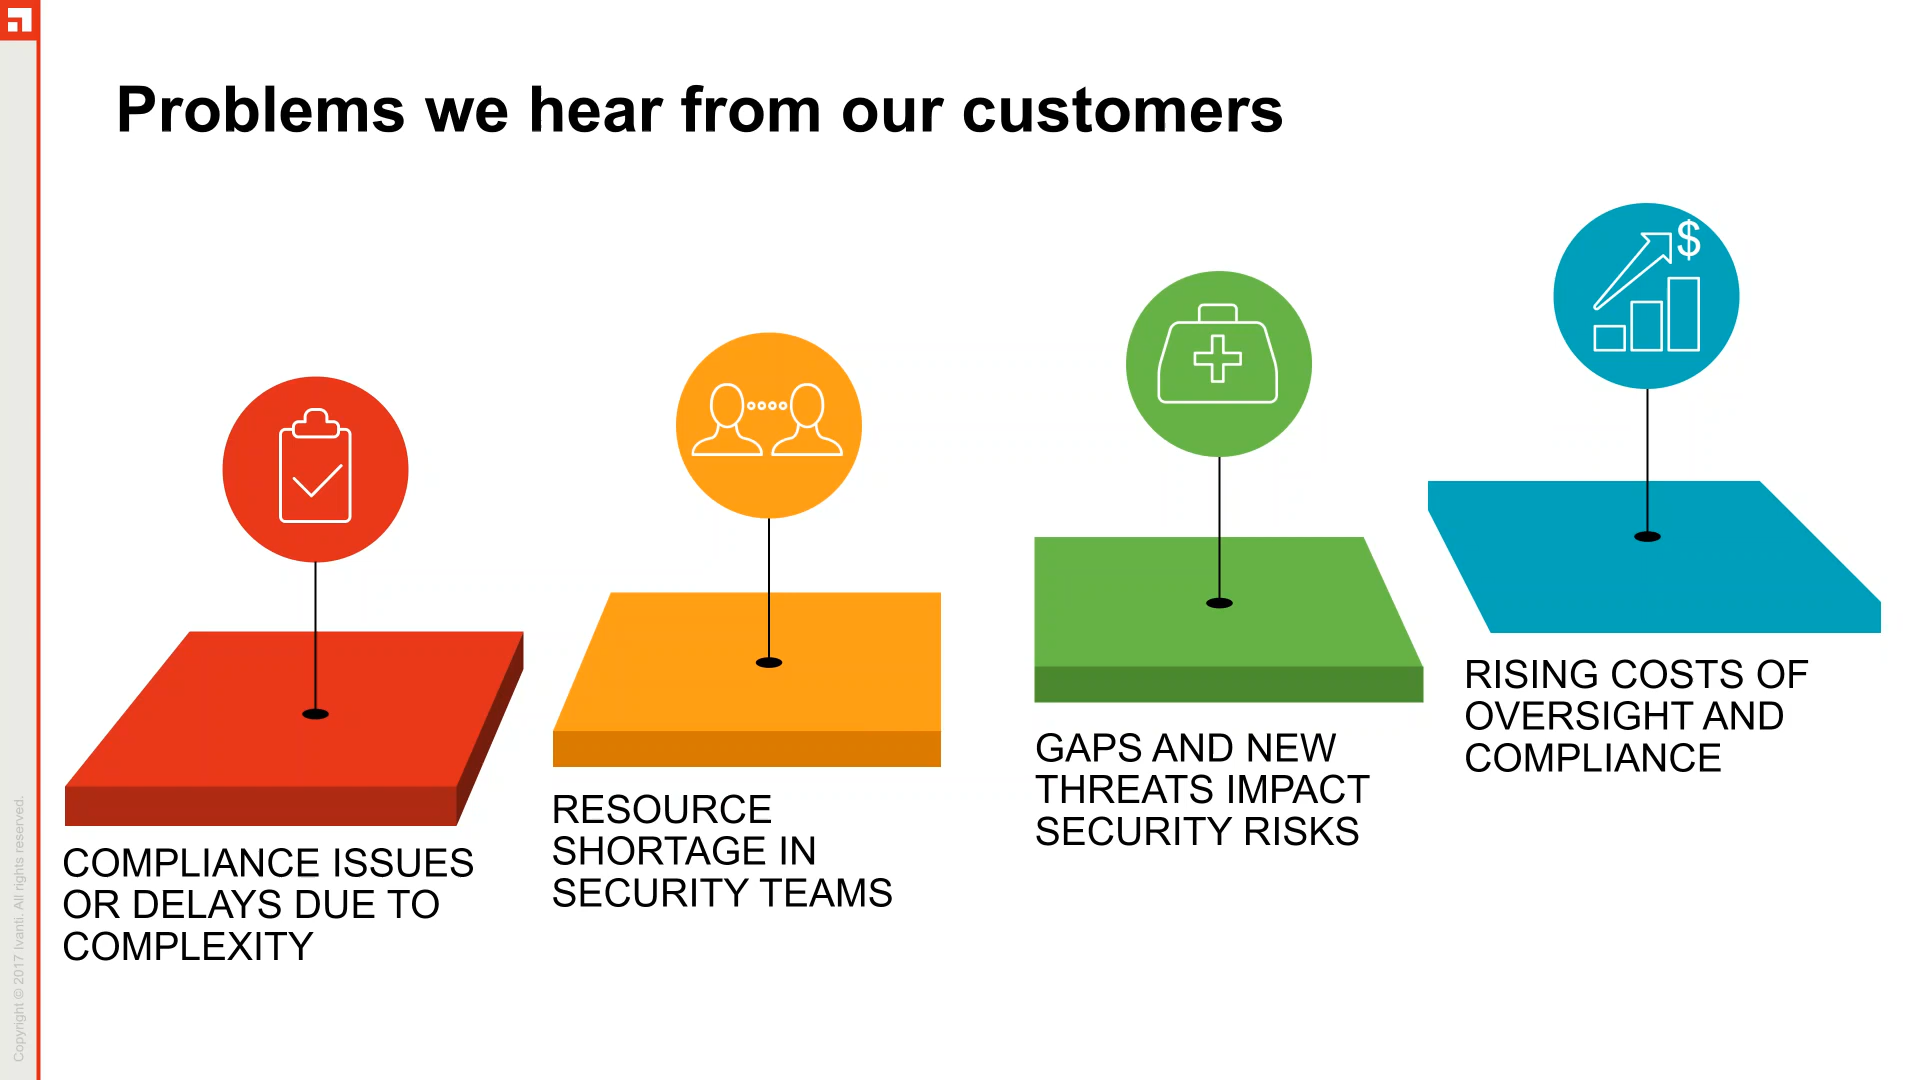 Problems we hear from our customers
$
COMPLIANCE ISSUES
OR DELAYS DUE TO
COMPLEXITY
RESOURCE
SHORTAGE IN
SECURITY TEAMS
GAPS AND NEW
THREATS IMPACT
SECURITY RISKS
RISING COSTS OF
OVERSIGHT AND
COMPLIANCE
Copyright © 2017 Ivanti. All rights reserved.